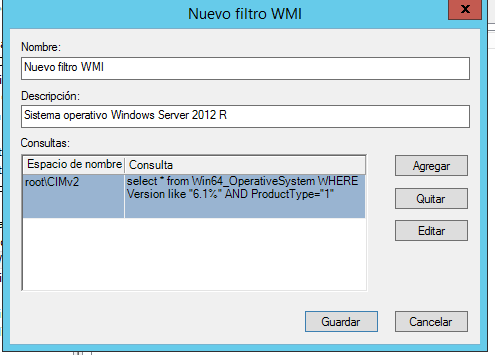 Nuevo filtro WMI
x
Nombre:
Nuevo filtro WMI
Descripción:
Sistema operativo Windows Server 2012 R
Consultas:
Espacio de nombre Consulta
root\CIMv2 select * from Win64_OperativeSystem WHERE
Version like "6.1%" AND ProductType="1"
Agregar
Quitar
Editar
Guardar Cancelar